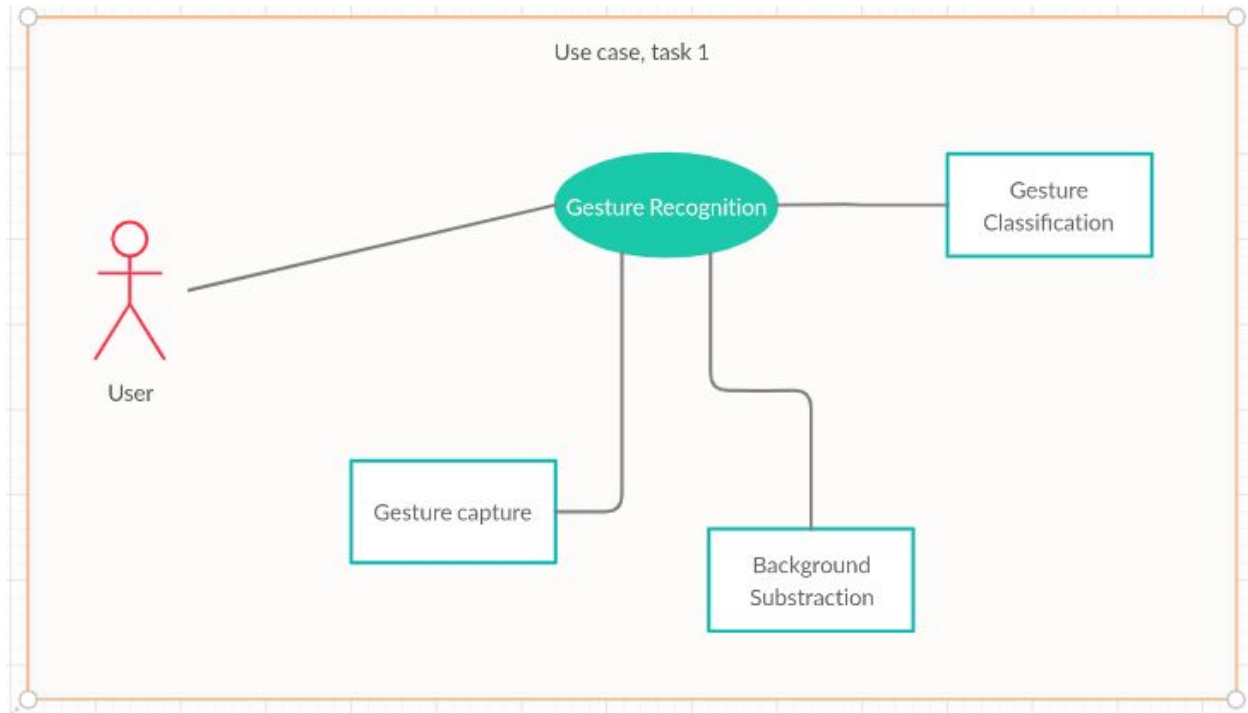 Use case, task 1
Gesture Recognition
Gesture
Classification
User
Gesture capture
Background
Substraction